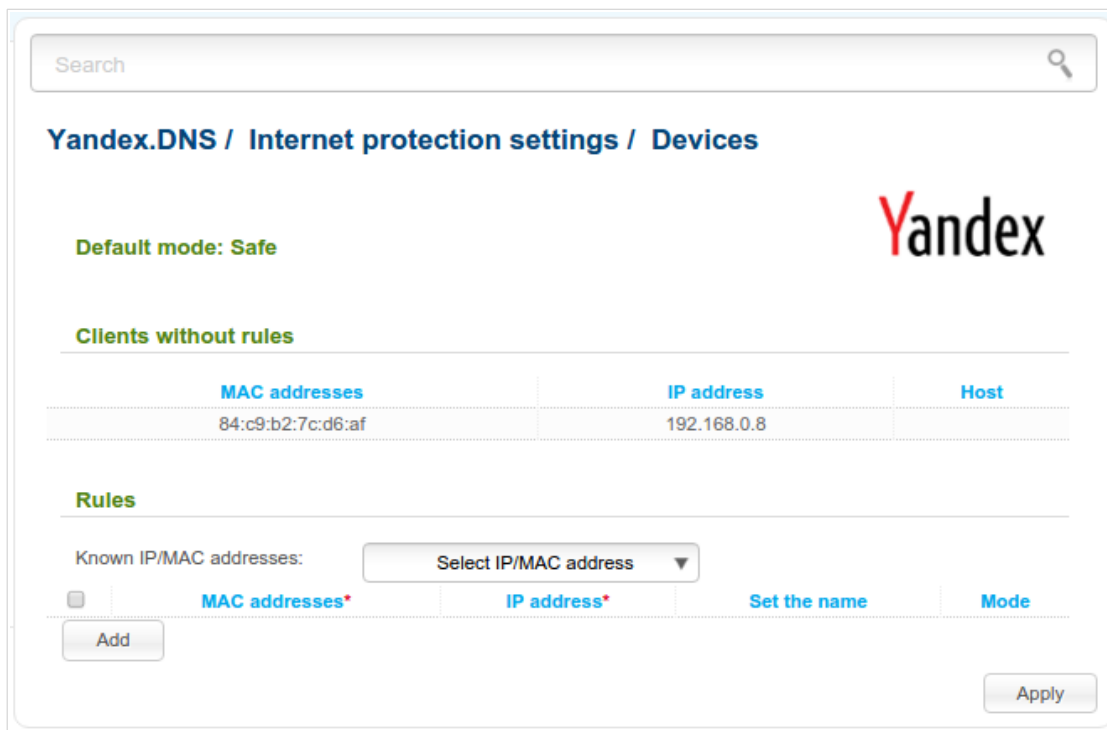 Search
Yandex.DNS / Internet protection settings / Devices
Yandex
Default mode: Safe
Clients without rules
MAC addresses IP address Host
84:c9:b2:7c:d6:af 192.168.0.8
Rules
Known IP/MAC addresses: Select IP/MAC address
MAC addresses* IP address* Set the name Mode
Add
Apply